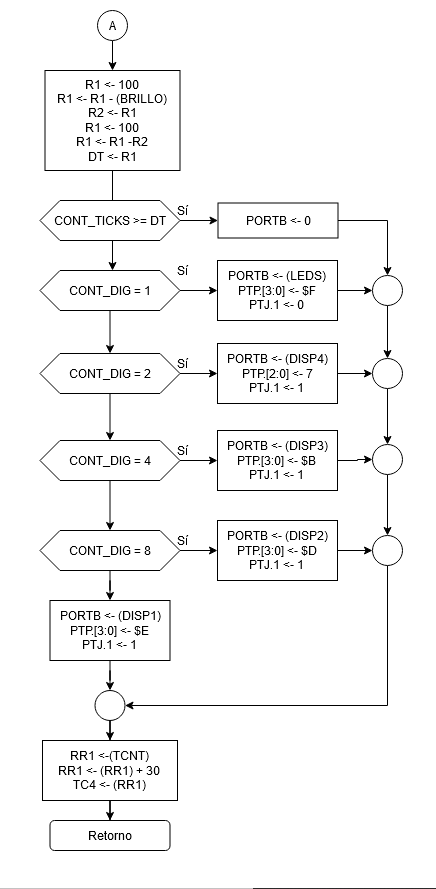 A
R1 <- 100
R1 <- R1 - (BRILLO)
R2 <- R1
R1 <- 100
R1 <- R1 -R2
DT <- R1
CONT_TICKS >= DT
Sí
PORTB <- 0
CONT_DIG = 1
Sí
PORTB <- (LEDS)
PTP.[3:0] <- $F
PTJ.1 <- 0
CONT_DIG = 2
Sí
PORTB <- (DISP4)
PTP.[2:0] <- 7
PTJ.1 <- 1
CONT_DIG = 4
Sí
PORTB <- (DISP3)
PTP.[3:0] <- $B
PTJ.1 <- 1
CONT_DIG = 8
Sí
PORTB <- (DISP2)
PTP.[3:0] <- $D
PTJ.1 <- 1
PORTB <- (DISP1)
PTP.[3:0] <- $E
PTJ.1 <- 1
RR1 <-(TCNT)
RR1 <- (RR1) + 30
TC4 <- (RR1)
Retorno